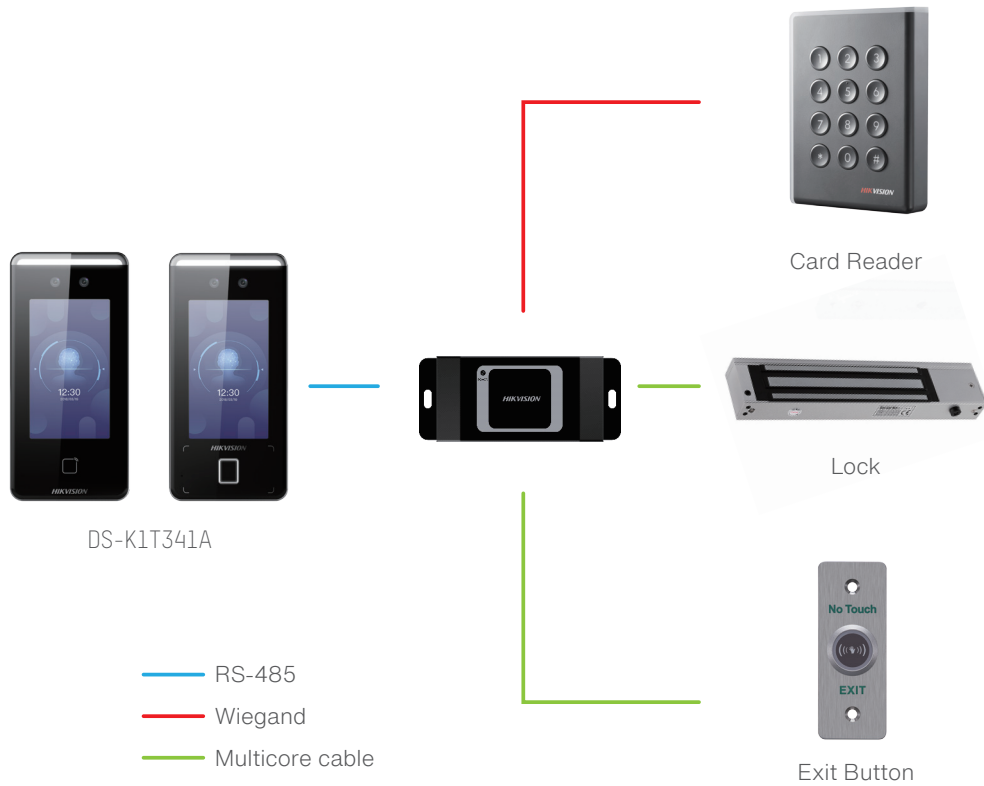 1 2 3
4 5 6
7 8 9
* 0 #
HIKVISION
Card Reader
12:30
HIKVISION
12:30
HIKVISION
DS-K1T341A
HIKVISION
Lock
No Touch
EXIT
Exit Button
RS-485
Wiegand
Multicore cable